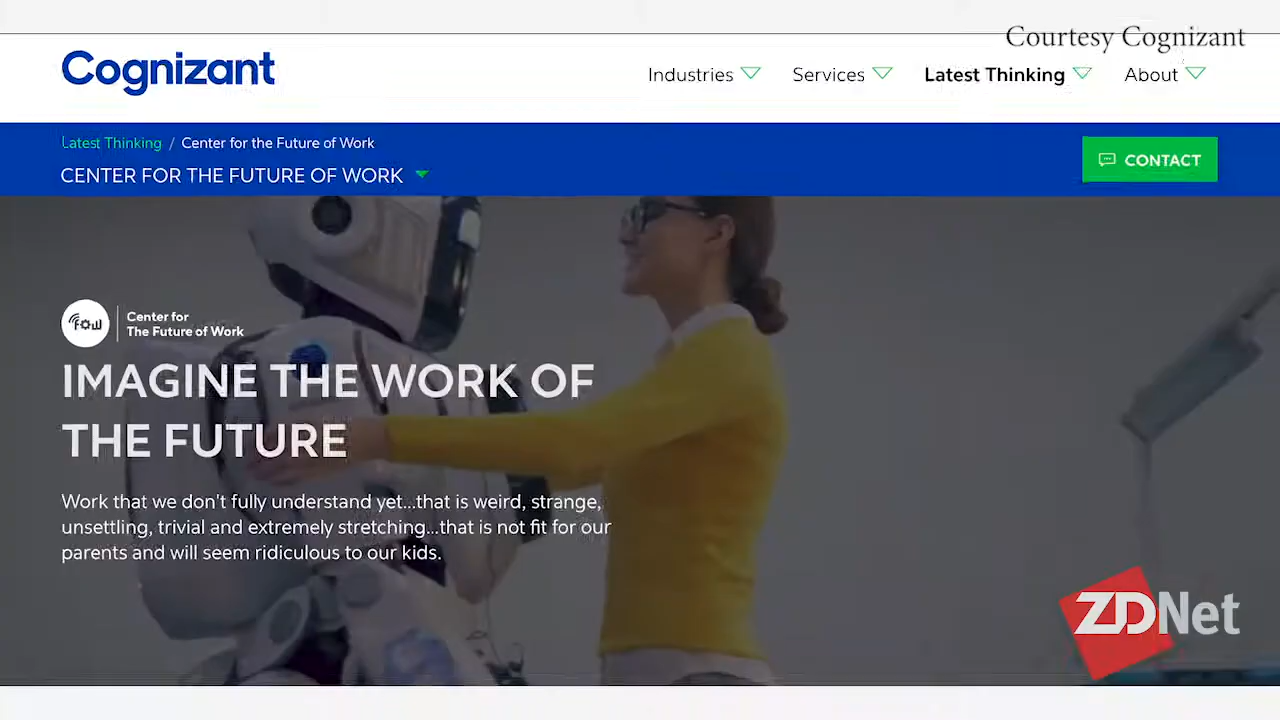 Courtesy Cognizant
Cognizant
Industries Services Latest Thinking About
Latest Thinking / Center for the Future of Work
CENTER FOR THE FUTURE OF WORK
CONTACT
FOW
Center for
The Future of Work
IMAGINE THE WORK OF
THE FUTURE
Work that we don't fully understand yet...that is weird, strange,
unsettling, trivial and extremely stretching...that is not fit for our
parents and will seem ridiculous to our kids.
ZDNet